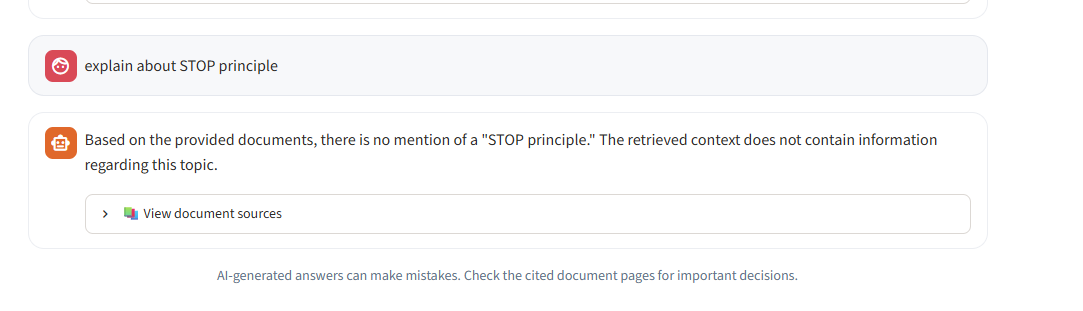 explain about STOP principle
Based on the provided documents, there is no mention of a "STOP principle." The retrieved context does not contain information
regarding this topic.
View document sources
AI-generated answers can make mistakes. Check the cited document pages for important decisions.